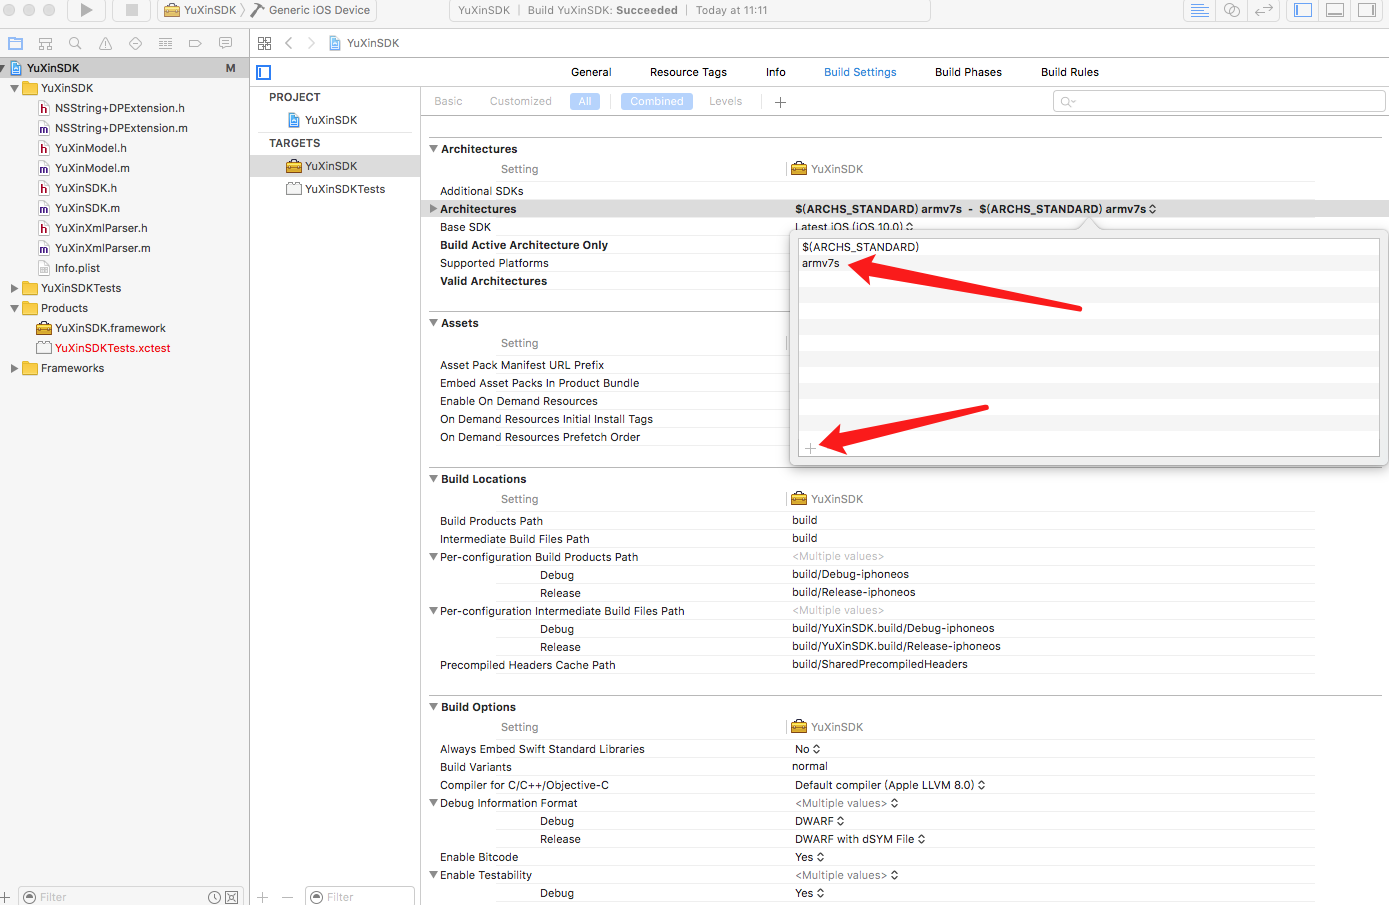 YuXinSDK
Generic iOS Device
YuXinSDK | Build YuXinSDK: Succeeded | Today at 11:11
YuXinSDK
YuXinSDK M
YuXinSDK
NSString+DPExtension.h
NSString+DPExtension.m
YuXinModel.h
YuXinModel.m
YuXinSDK.h
YuXinSDK.m
YuXinXmlParser.h
YuXinXmlParser.m
Info.plist
YuXinSDKTests
Products
YuXinSDK.framework
YuXinSDKTests.xctest
Frameworks
Filter
PROJECT
YuXinSDK
TARGETS
YuXinSDK
YuXinSDKTests
Filter
General Resource Tags Info Build Settings Build Phases Build Rules
Basic Customized All Combined Levels
Architectures
Setting YuXinSDK
Additional SDKs
Architectures $(ARCHS_STANDARD) armv7s - $(ARCHS_STANDARD) armv7s
Base SDK Latest iOS (iOS 10.0)
Build Active Architecture Only
Supported Platforms
Valid Architectures
$(ARCHS_STANDARD)
armv7s
Assets
Setting
Asset Pack Manifest URL Prefix
Embed Asset Packs In Product Bundle
Enable On Demand Resources
On Demand Resources Initial Install Tags
On Demand Resources Prefetch Order
Build Locations
Setting YuXinSDK
Build Products Path build
Intermediate Build Files Path build
Per-configuration Build Products Path <Multiple values>
Debug build/Debug-iphoneos
Release build/Release-iphoneos
Per-configuration Intermediate Build Files Path <Multiple values>
Debug build/YuXinSDK.build/Debug-iphoneos
Release build/YuXinSDK.build/Release-iphoneos
Precompiled Headers Cache Path build/SharedPrecompiledHeaders
Build Options
Setting YuXinSDK
Always Embed Swift Standard Libraries No
Build Variants normal
Compiler for C/C++/Objective-C Default compiler (Apple LLVM 8.0)
Debug Information Format <Multiple values>
Debug DWARF
Release DWARF with dSYM File
Enable Bitcode Yes
Enable Testability <Multiple values>
Debug Yes